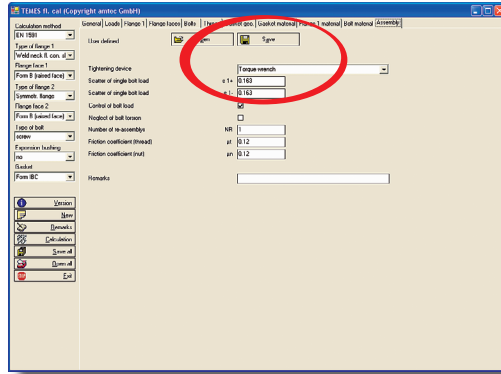 TEMES fl. cal (Copyright amtec GmbH)
General Loads Flange 1 Flange faces Bolts Gasket material Flange 1 material Bolt material Assembly
Calculation method
EN 1591
Type of flange 1
Weld neck fl. con. sl
Flange face 1
Form B (raised face)
Type of flange 2
Symmetr. flange
Flange face 2
Form B (raised face)
Type of bolt
screw
Expansion bushing
no
Gasket
Form IBC
Version
New
Remarks
Calculation
Save all
Open all
Exit
User defined
Save
Tightening device
Torque wrench
Scatter of single bolt load
ε 1+
0.163
Scatter of single bolt load
0.163
Control of bolt load
Neglect of bolt torsion
Number of re-assemblys
NR
1
Friction coefficient (thread)
µt
0.12
Friction coefficient (nut)
µn
0.12
Remarks